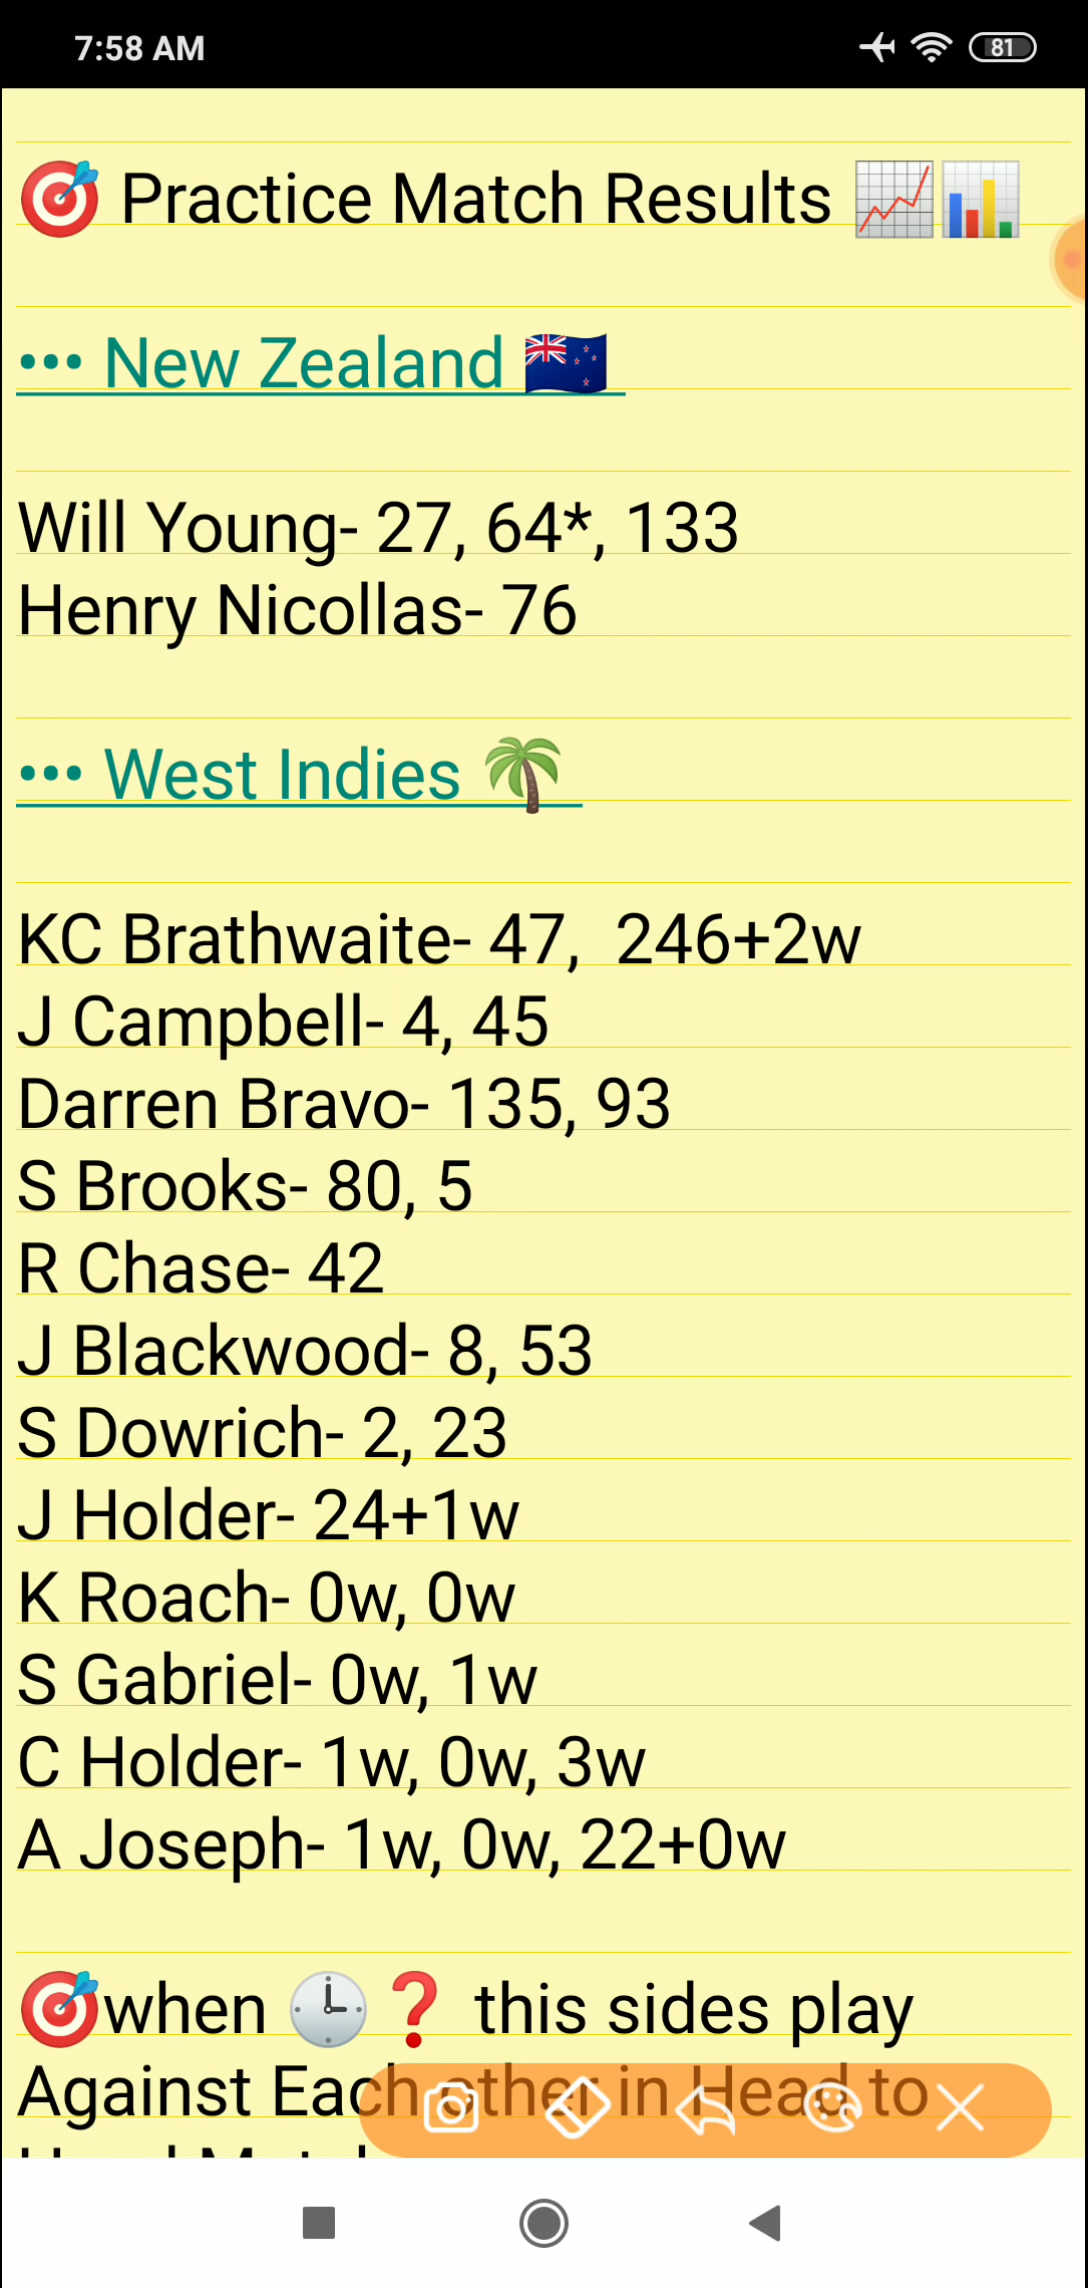 7:58 AM
81
🎯 Practice Match Results 📈📊
••• New Zealand 🇳🇿
Will Young- 27, 64*, 133
Henry Nicollas- 76
••• West Indies 🌴
KC Brathwaite- 47,  246+2w
J Campbell- 4, 45
Darren Bravo- 135, 93
S Brooks- 80, 5
R Chase- 42
J Blackwood- 8, 53
S Dowrich- 2, 23
J Holder- 24+1w
K Roach- 0w, 0w
S Gabriel- 0w, 1w
C Holder- 1w, 0w, 3w
A Joseph- 1w, 0w, 22+0w
🎯when 🕒❓ this sides play
Against Each other in Head to